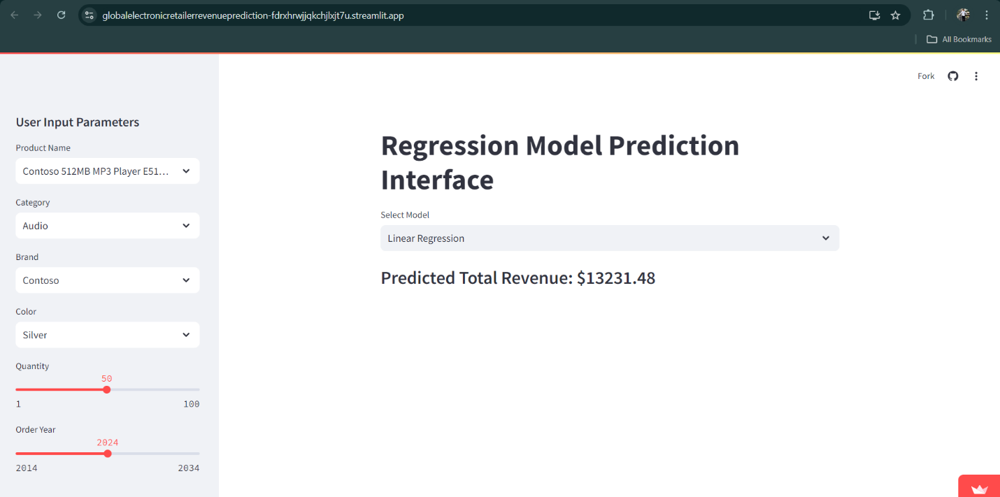 globalelectronicretailerrevenueprediction-fdrxhrwjjqkchjlxjt7u.streamlit.app
All Bookmarks
Fork
User Input Parameters
Product Name
Contoso 512MB MP3 Player E51...
Category
Audio
Brand
Contoso
Color
Silver
Quantity
50
1 100
Order Year
2024
2014 2034
Regression Model Prediction
Interface
Select Model
Linear Regression
Predicted Total Revenue: $13231.48